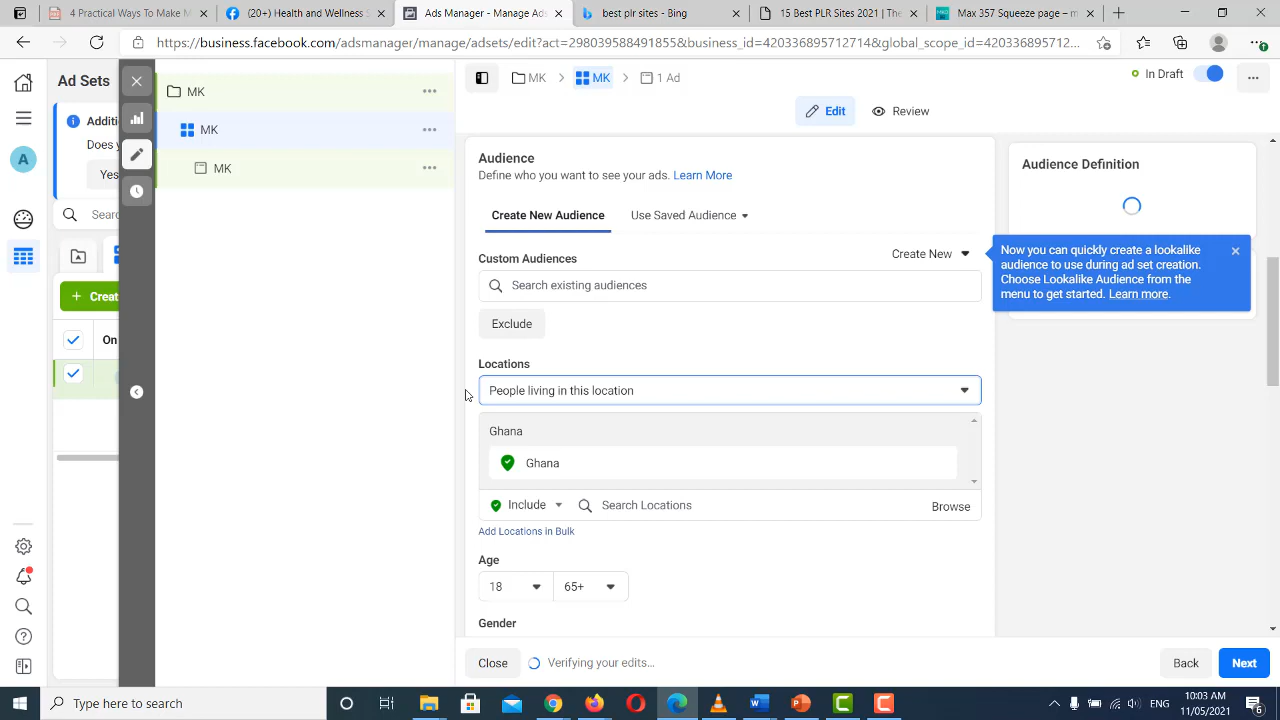 4 Practical Ways To Make M
(20+) Health and Wellness S
Ads Manager - Manage Ads
best plr sites - Bing
15 Best PLR Sites 2021 | The
Max 357 Squeeze page – m
https://business.facebook.com/adsmanager/manage/adsets/edit?act=298039588491855&business_id=420336895712714&global_scope_id=420336895712...
Ad Sets
MK
MK
MK
MK
MK
1 Ad
In Draft
Edit
Review
Additi
Does y
Yes
Searc
A
Creat
On
Audience
Define who you want to see your ads. Learn More
Create New Audience
Use Saved Audience
Custom Audiences
Create New
Search existing audiences
Exclude
Locations
People living in this location
Ghana
Ghana
Include
Search Locations
Browse
Add Locations in Bulk
Age
18
65+
Gender
Audience Definition
Now you can quickly create a lookalike
audience to use during ad set creation.
Choose Lookalike Audience from the
menu to get started. Learn more.
Close
Verifying your edits...
Back
Next
Type here to search
ENG
10:03 AM
11/05/2021
6